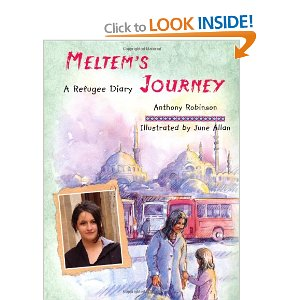 Click to LOOK INSIDE!
MELTEM'S
A Refugee Diary
JOURNEY
Anthony Robinson
Illustrated by June Allan